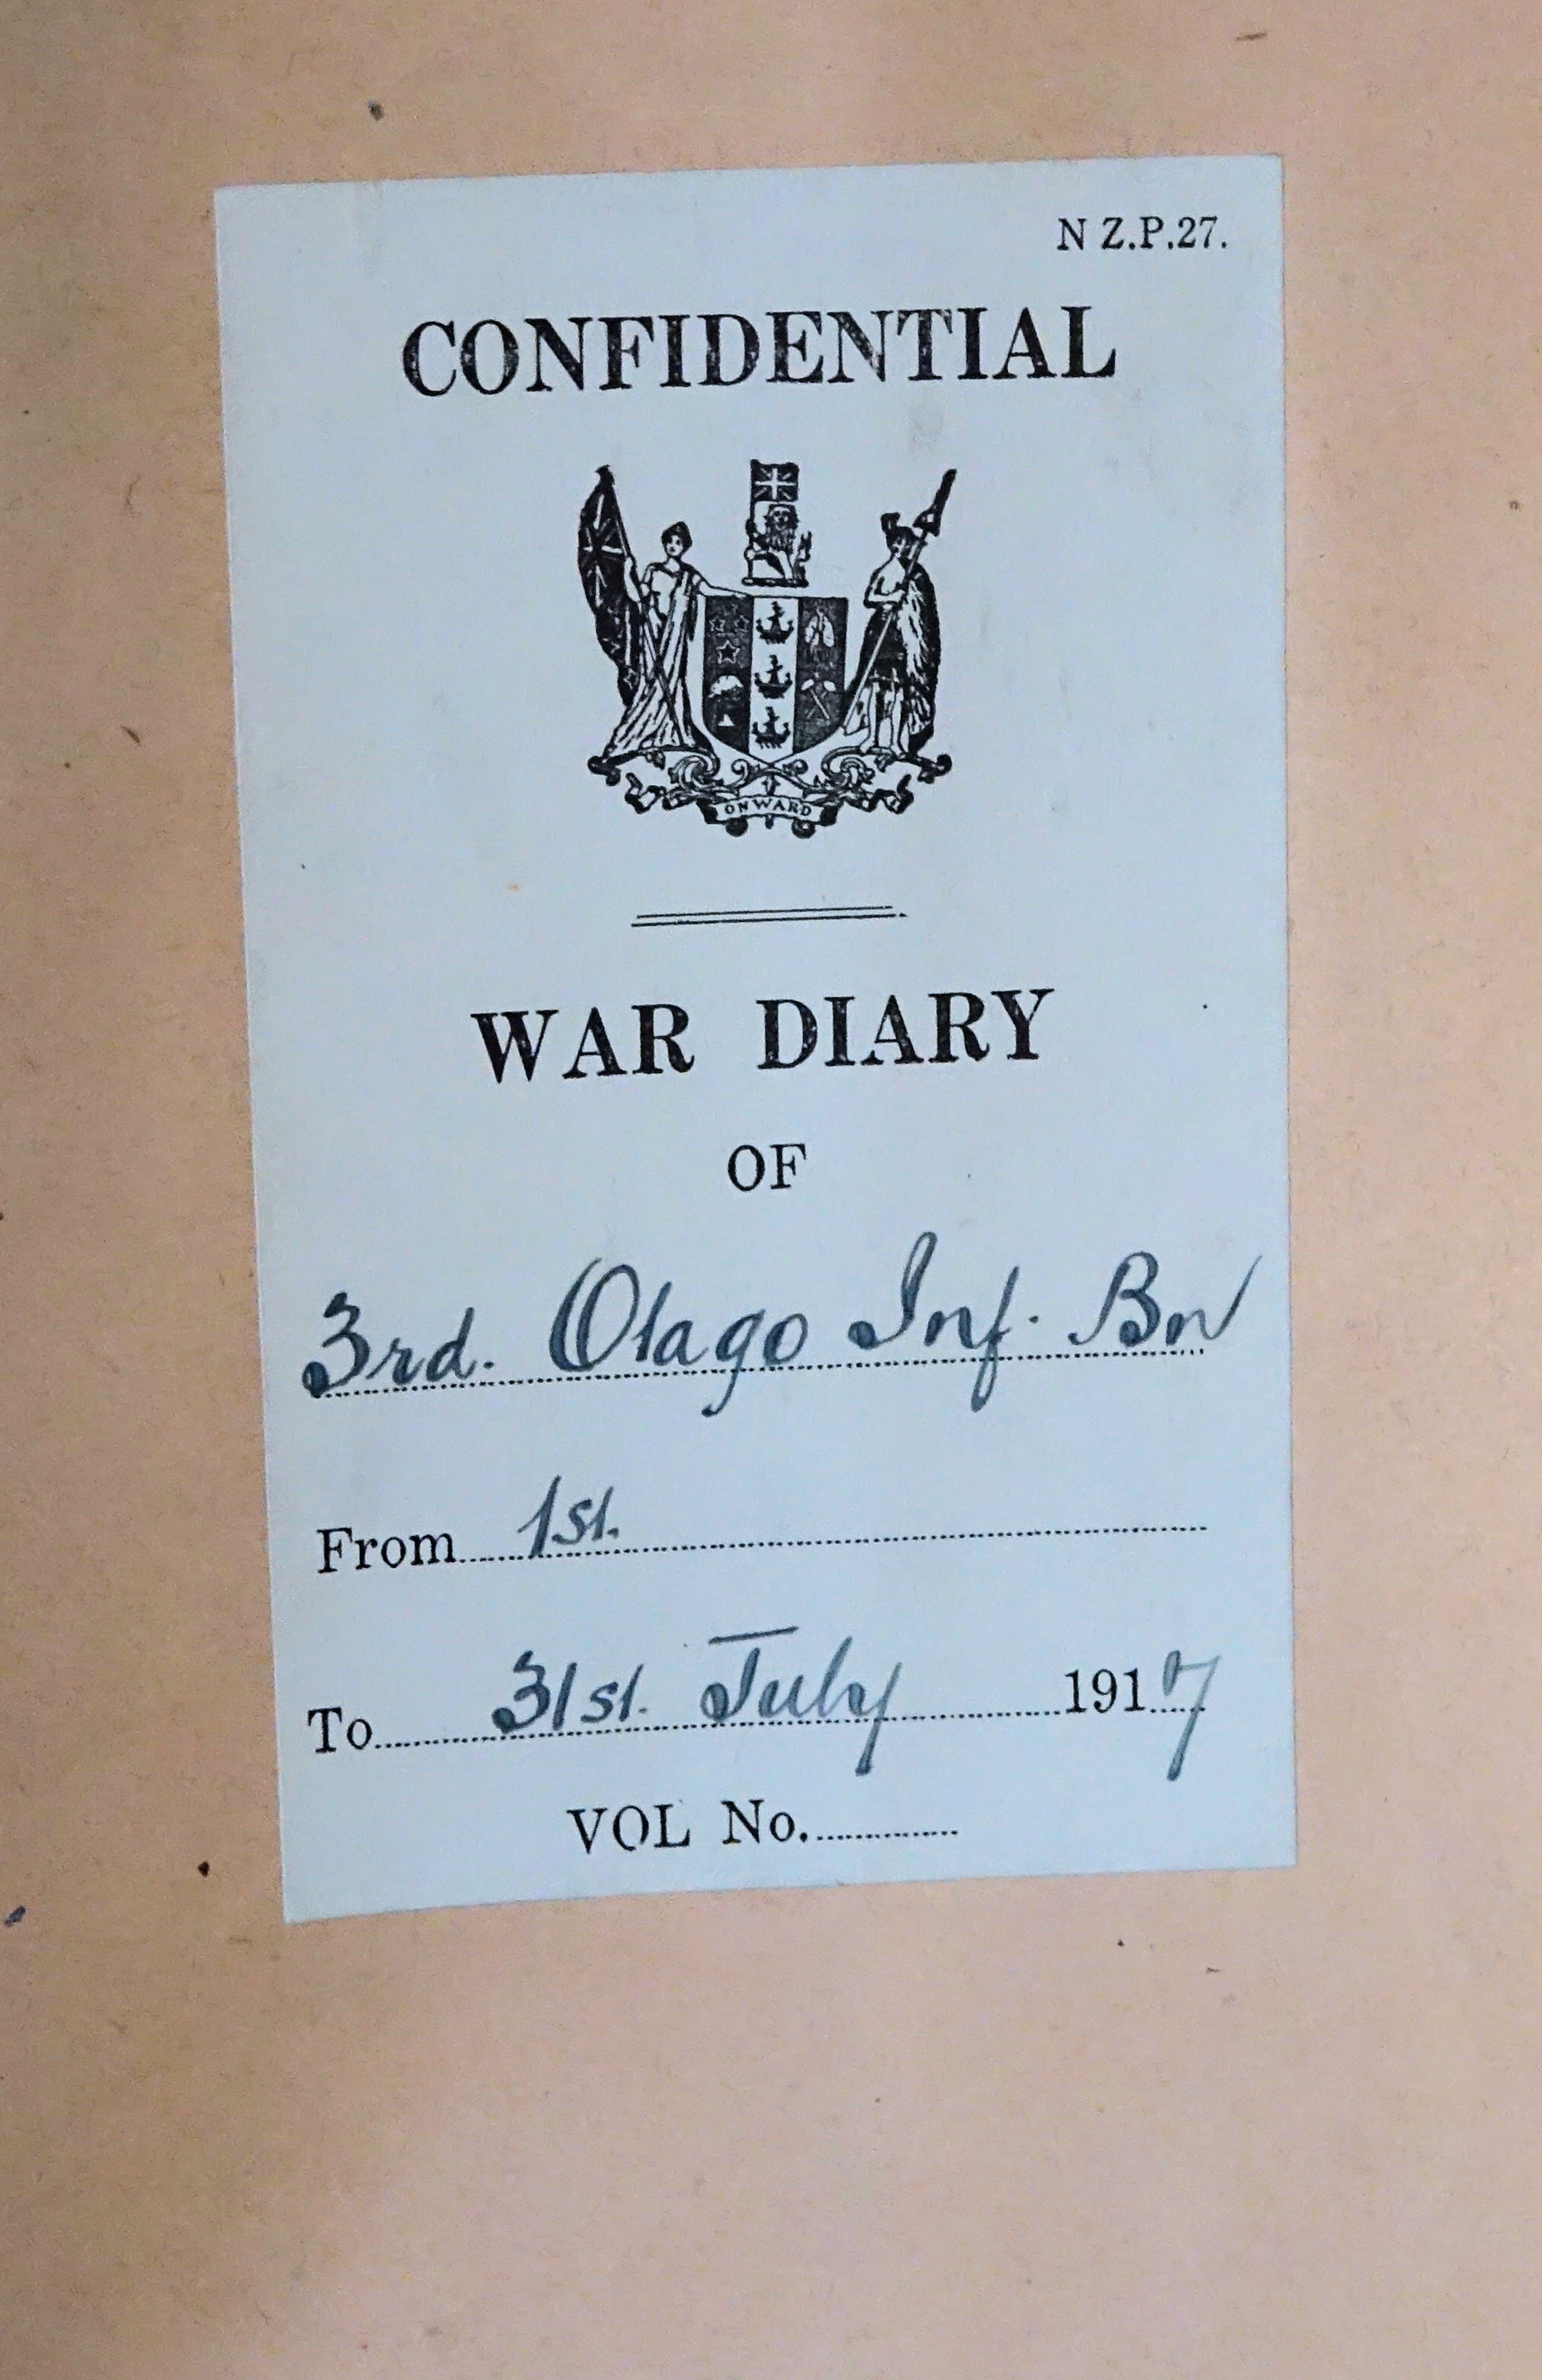 N Z.P.27.
CONFIDENTIAL
ONWARD
WAR DIARY
OF
3rd. Otago Inf. Bn
From 1st.
To 31st. July 1917
VOL No.